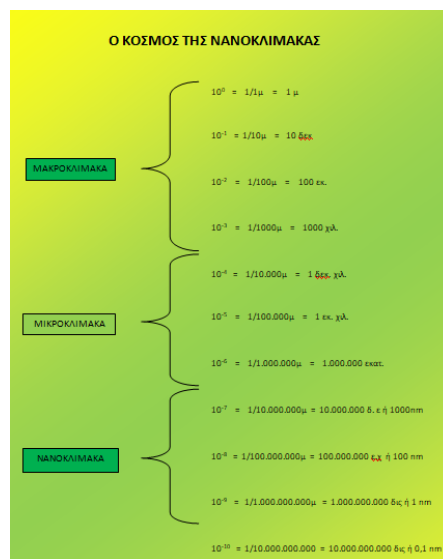 Ο ΚΟΣΜΟΣ ΤΗΣ ΝΑΝΟΚΛΙΜΑΚΑΣ
10⁰ = 1/1μ = 1 μ
10⁻¹ = 1/10μ = 10 δεκ.
ΜΑΚΡΟΚΛΙΜΑΚΑ
10⁻² = 1/100μ = 100 εκ.
10⁻³ = 1/1000μ = 1000 χιλ.
10⁻⁴ = 1/10.000μ = 1 δεκ. χιλ.
ΜΙΚΡΟΚΛΙΜΑΚΑ
10⁻⁵ = 1/100.000μ = 1 εκ. χιλ.
10⁻⁶ = 1/1.000.000μ = 1.000.000 εκατ.
10⁻⁷ = 1/10.000.000μ = 10.000.000 δ. ε ή 1000nm
ΝΑΝΟΚΛΙΜΑΚΑ
10⁻⁸ = 1/100.000.000μ = 100.000.000 ε.χ ή 100 nm
10⁻⁹ = 1/1.000.000.000μ = 1.000.000.000 δις ή 1 nm
10⁻¹⁰ = 1/10.000.000.000 = 10.000.000.000 δις ή 0,1 nm